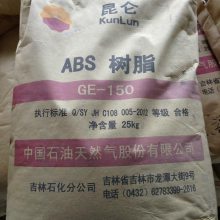 昆仑
KunLun
ABS 树脂
GE-150
执行标准 Q/SY JH C108 005-2012 等级 合格
净含量 25kg
中国石油天然气股份有限公司
吉林石化分公司
吉林省吉林市龙潭大街9号
电话:(0432) 62783399-2616